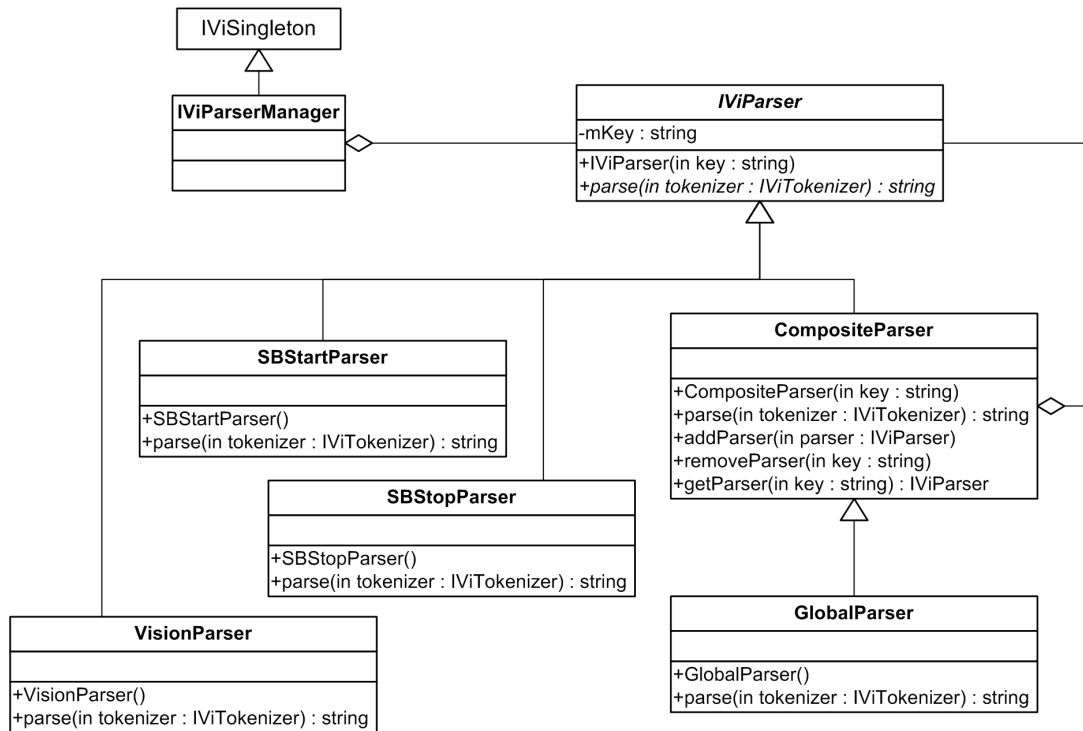 IViSingleton
IViParserManager
IViParser
-mKey : string
+IViParser(in key : string)
+parse(in tokenizer : IViTokenizer) : string
SBStartParser
+SBStartParser()
+parse(in tokenizer : IViTokenizer) : string
CompositeParser
+CompositeParser(in key : string)
+parse(in tokenizer : IViTokenizer) : string
+addParser(in parser : IViParser)
+removeParser(in key : string)
+getParser(in key : string) : IViParser
SBStopParser
+SBStopParser()
+parse(in tokenizer : IViTokenizer) : string
VisionParser
+VisionParser()
+parse(in tokenizer : IViTokenizer) : string
GlobalParser
+GlobalParser()
+parse(in tokenizer : IViTokenizer) : string